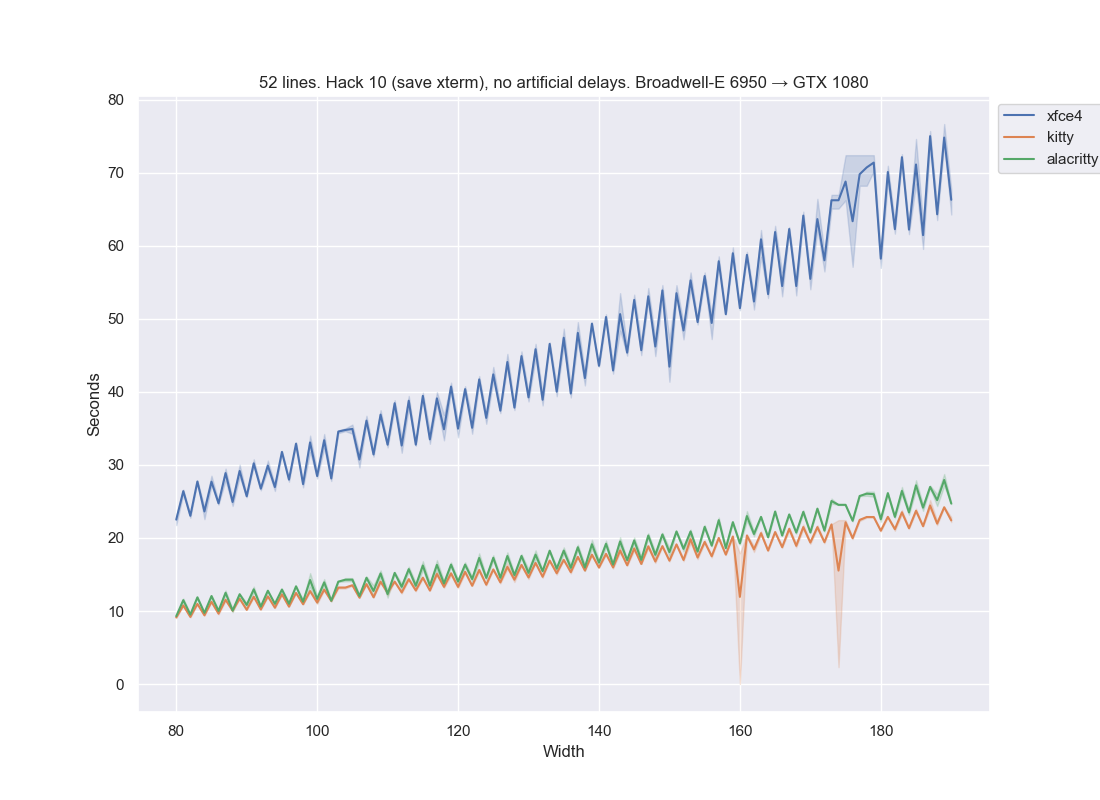 52 lines. Hack 10 (save xterm), no artificial delays. Broadwell-E 6950 → GTX 1080
80
70
60
50
40
30
20
10
0
Seconds
80 100 120 140 160 180
Width
xfce4
kitty
alacritty